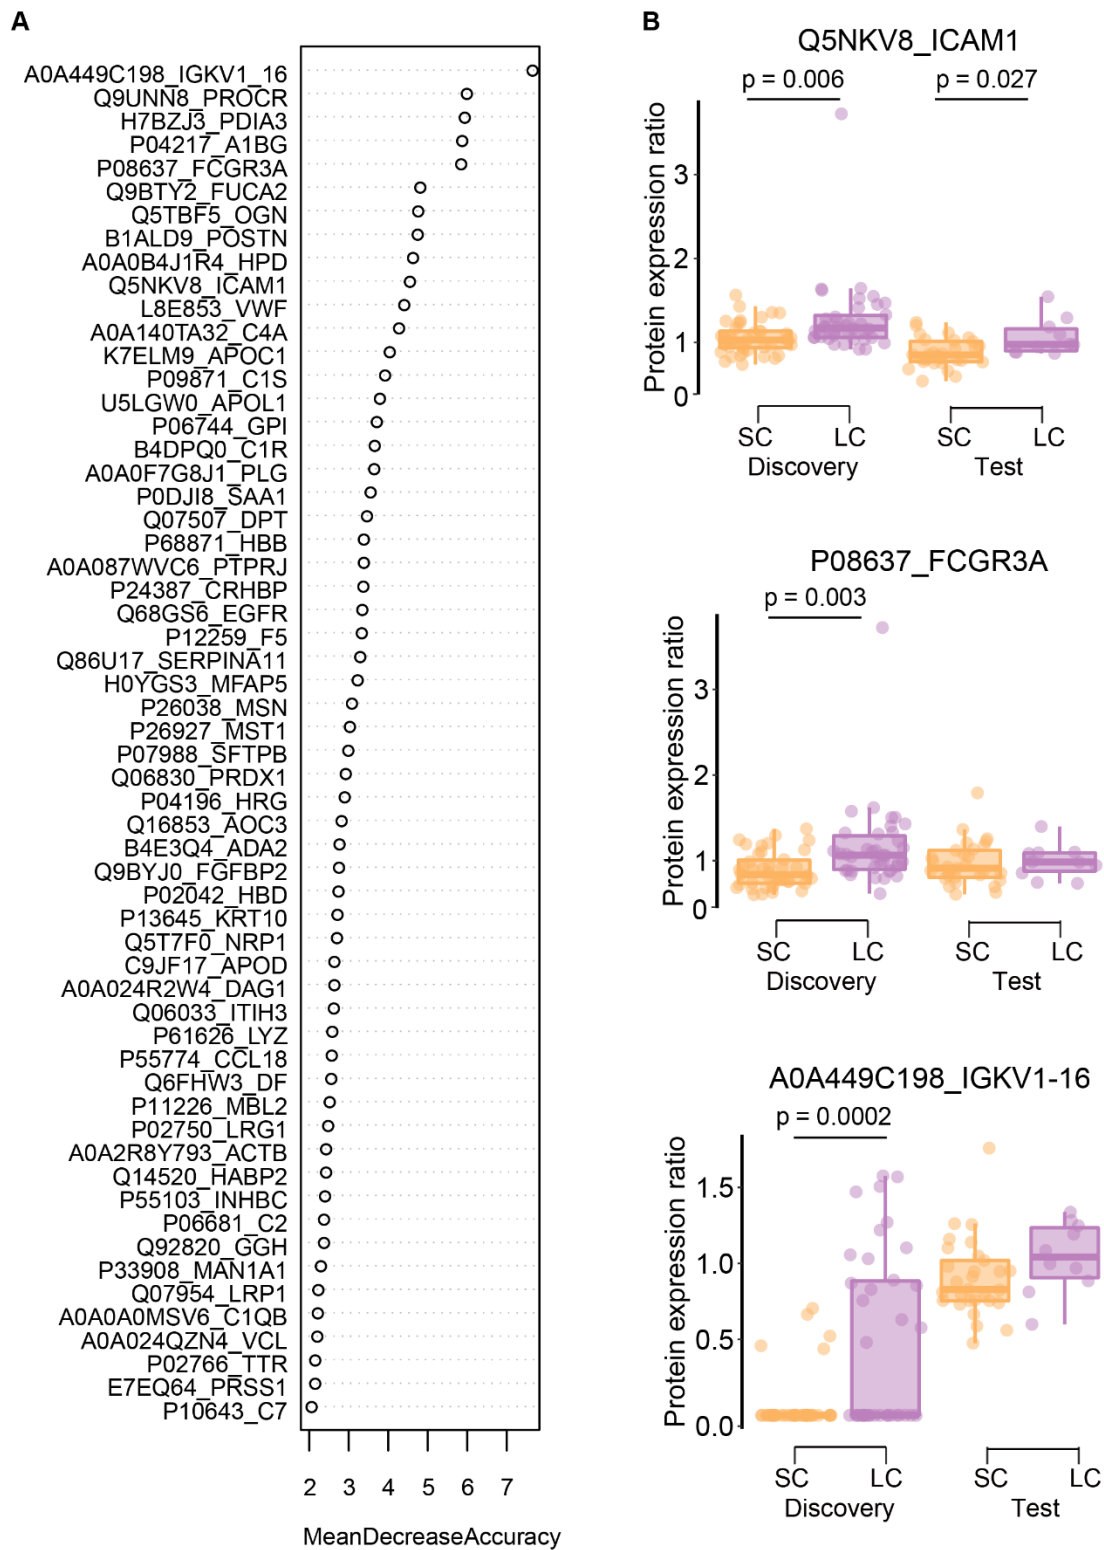 A
A0A449C198_IGKV1_16
Q9UNN8_PROCR
H7BZJ3_PDIA3
P04217_A1BG
P08637_FCGR3A
Q9BTY2_FUCA2
Q5TBF5_OGN
B1ALD9_POSTN
A0A0B4J1R4_HPD
Q5NKV8_ICAM1
L8E853_VWF
A0A140TA32_C4A
K7ELM9_APOC1
P09871_C1S
U5LGW0_APOL1
P06744_GPI
B4DPQ0_C1R
A0A0F7G8J1_PLG
P0DJI8_SAA1
Q07507_DPT
P68871_HBB
A0A087WVC6_PTPRJ
P24387_CRHBP
Q68GS6_EGFR
P12259_F5
Q86U17_SERPINA11
H0YGS3_MFAP5
P26038_MSN
P26927_MST1
P07988_SFTPB
Q06830_PRDX1
P04196_HRG
Q16853_AOC3
B4E3Q4_ADA2
Q9BYJ0_FGFBP2
P02042_HBD
P13645_KRT10
Q5T7F0_NRP1
C9JF17_APOD
A0A024R2W4_DAG1
Q06033_ITIH3
P61626_LYZ
P55774_CCL18
Q6FHW3_DF
P11226_MBL2
P02750_LRG1
A0A2R8Y793_ACTB
Q14520_HABP2
P55103_INHBC
P06681_C2
Q92820_GGH
P33908_MAN1A1
Q07954_LRP1
A0A0A0MSV6_C1QB
A0A024QZN4_VCL
P02766_TTR
E7EQ64_PRSS1
P10643_C7
2 3 4 5 6 7
MeanDecreaseAccuracy
B
Q5NKV8_ICAM1
p = 0.006 p = 0.027
Protein expression ratio
3
2
1
0
SC LC SC LC
Discovery Test
P08637_FCGR3A
p = 0.003
Protein expression ratio
3
2
1
0
SC LC SC LC
Discovery Test
A0A449C198_IGKV1-16
p = 0.0002
Protein expression ratio
1.5
1.0
0.5
0.0
SC LC SC LC
Discovery Test